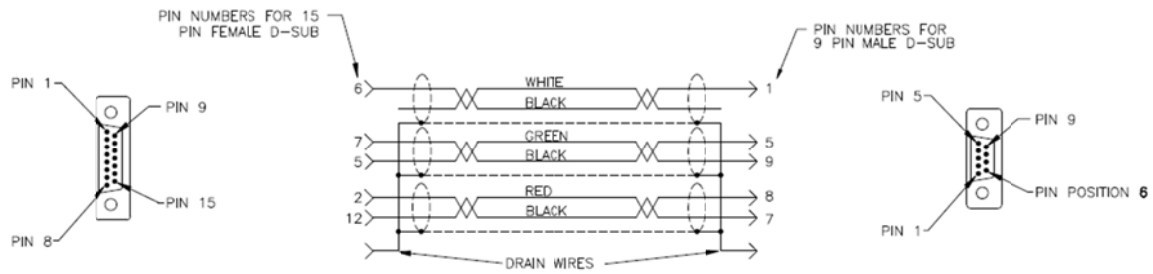 PIN NUMBERS FOR 15
PIN FEMALE D-SUB
PIN NUMBERS FOR
9 PIN MALE D-SUB
PIN 1
PIN 9
PIN 15
PIN 8
6
WHITE
1
BLACK
7
GREEN
5
5
BLACK
9
2
RED
8
12
BLACK
7
DRAIN WIRES
PIN 5
PIN 9
PIN POSITION 6
PIN 1